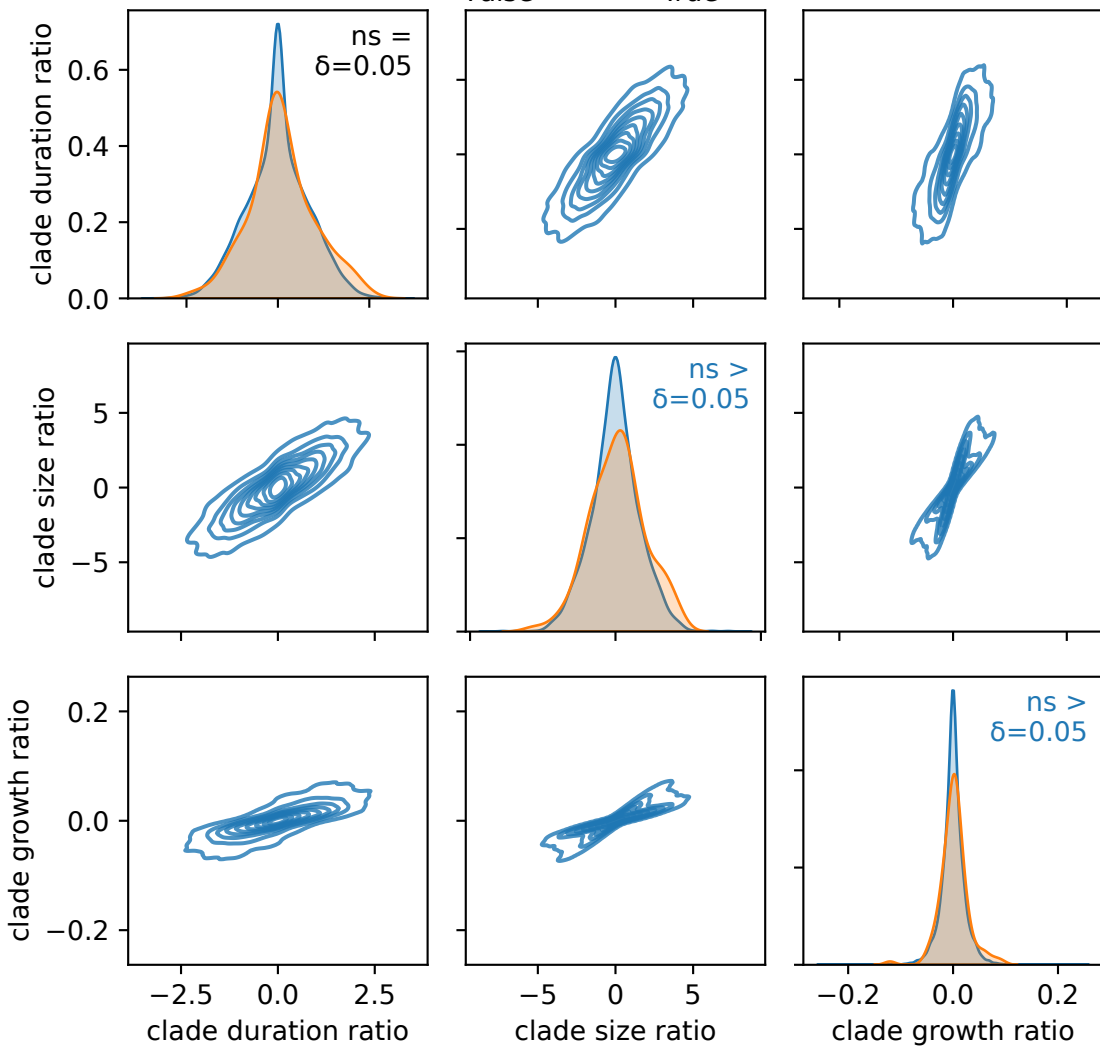 clade duration ratio
0.6
0.4
0.2
0.0
ns =
δ=0.05
clade size ratio
5
0
−5
ns >
δ=0.05
clade growth ratio
0.2
0.0
−0.2
ns >
δ=0.05
−2.5 0.0 2.5
−5 0 5
−0.2 0.0 0.2
clade duration ratio
clade size ratio
clade growth ratio